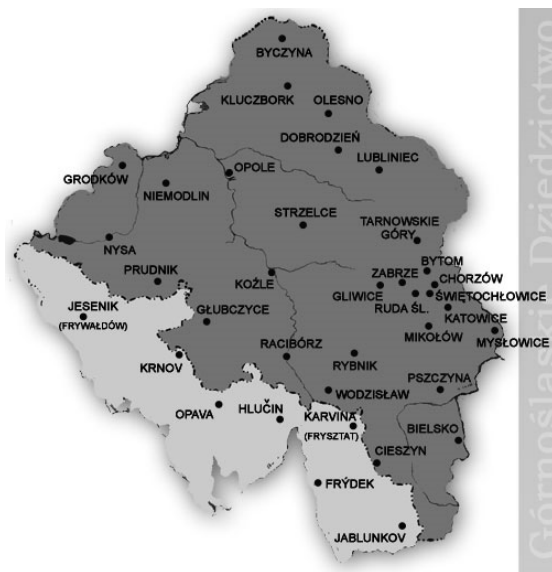 BYCZYNA
KLUCZBORK
OLESNO
DOBRODZIEŃ
LUBLINIEC
GRODKÓW
NIEMODLIN
OPOLE
STRZELCE
TARNOWSKIE
GÓRY
NYSA
PRUDNIK
KOŹLE
BYTOM
ZABRZE
CHORZÓW
GLIWICE
RUDA ŚL.
ŚWIĘTOCHŁOWICE
KATOWICE
JESENIK
(FRYWAŁDÓW)
GŁUBCZYCE
MIKOŁÓW
MYSŁOWICE
KRNOV
RACIBÓRZ
RYBNIK
WODZISŁAW
PSZCZYNA
OPAVA
HLUČIN
KARVINA
(FRYSZTAT)
BIELSKO
CIESZYN
FRÝDEK
JABLUNKOV
Górnośląskie Dziedzictwo